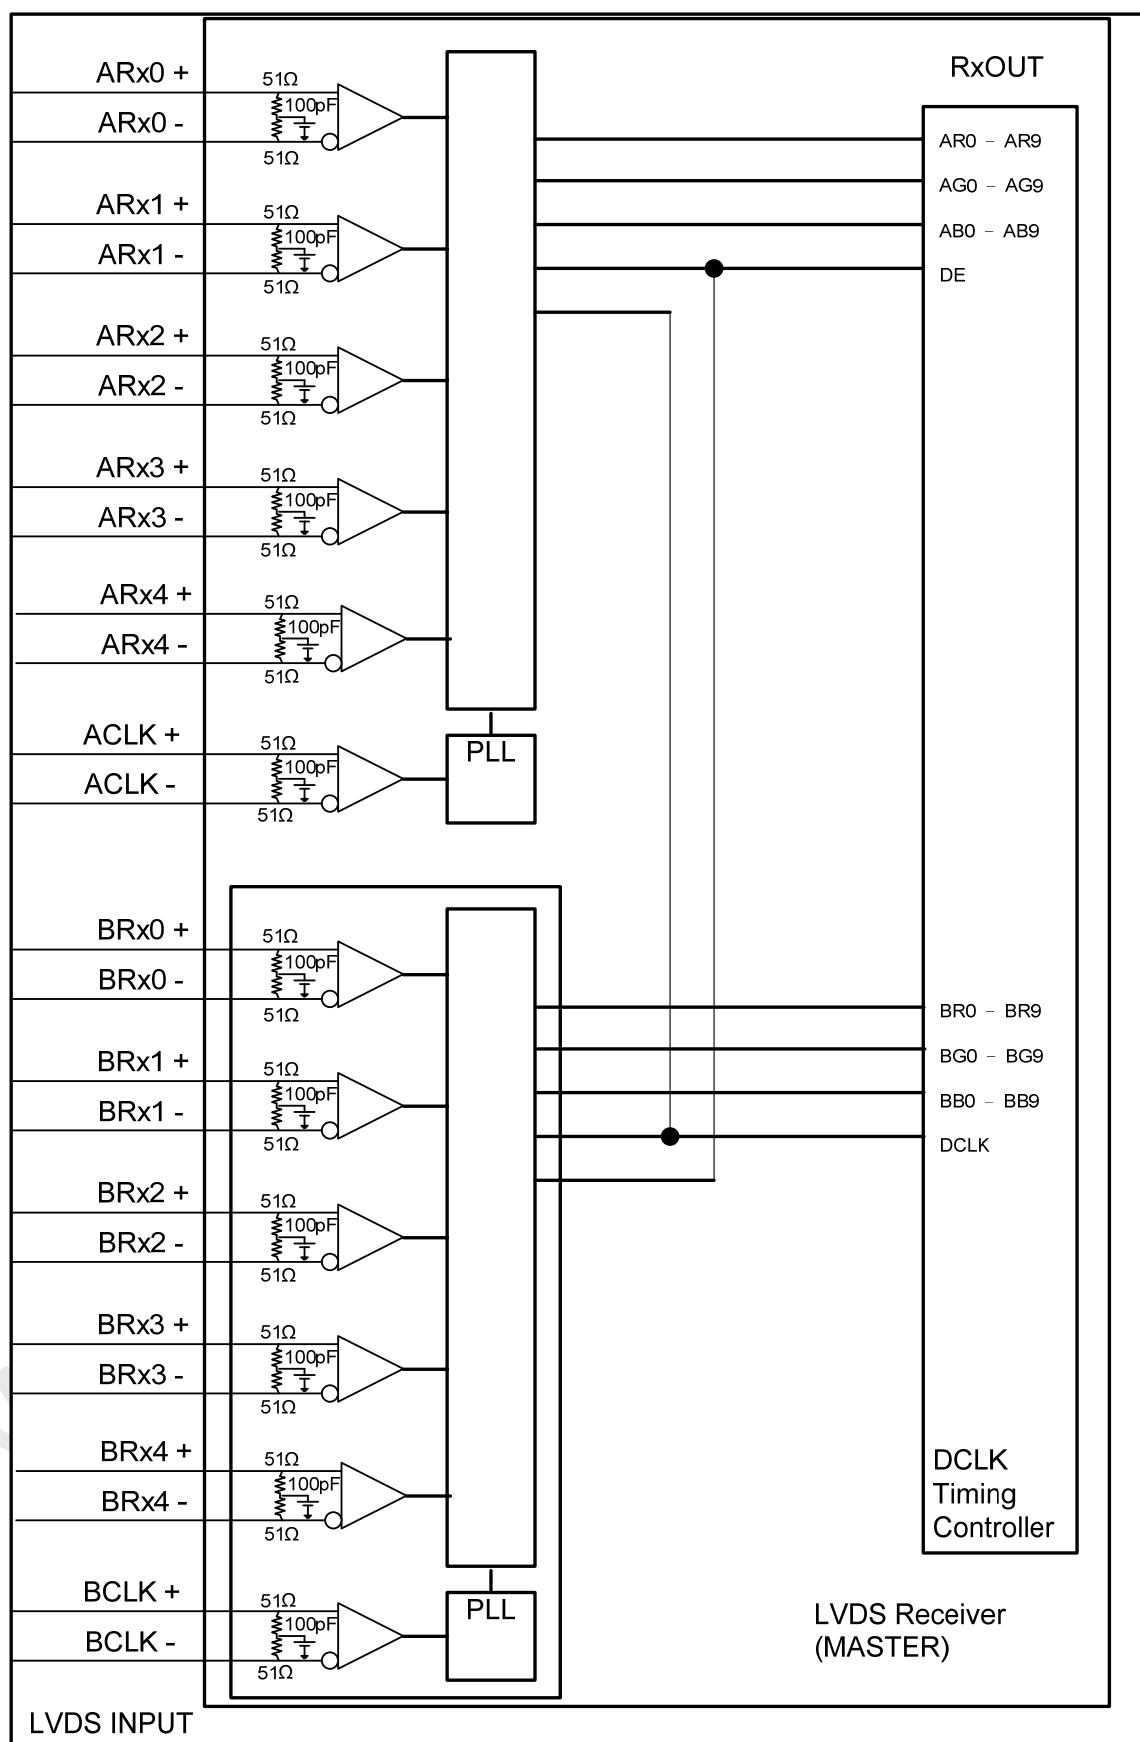 RxOUT
ARx0 +
51Ω
100pF
ARx0 -
51Ω
AR0 - AR9
AG0 - AG9
ARx1 +
51Ω
100pF
ARx1 -
51Ω
AB0 - AB9
DE
ARx2 +
51Ω
100pF
ARx2 -
51Ω
ARx3 +
51Ω
100pF
ARx3 -
51Ω
ARx4 +
51Ω
100pF
ARx4 -
51Ω
ACLK +
51Ω
100pF
ACLK -
51Ω
PLL
BRx0 +
51Ω
100pF
BRx0 -
51Ω
BR0 - BR9
BG0 - BG9
BRx1 +
51Ω
100pF
BRx1 -
51Ω
BB0 - BB9
DCLK
BRx2 +
51Ω
100pF
BRx2 -
51Ω
BRx3 +
51Ω
100pF
BRx3 -
51Ω
BRx4 +
51Ω
100pF
BRx4 -
51Ω
DCLK
Timing
Controller
BCLK +
51Ω
100pF
BCLK -
51Ω
PLL
LVDS Receiver
(MASTER)
LVDS INPUT